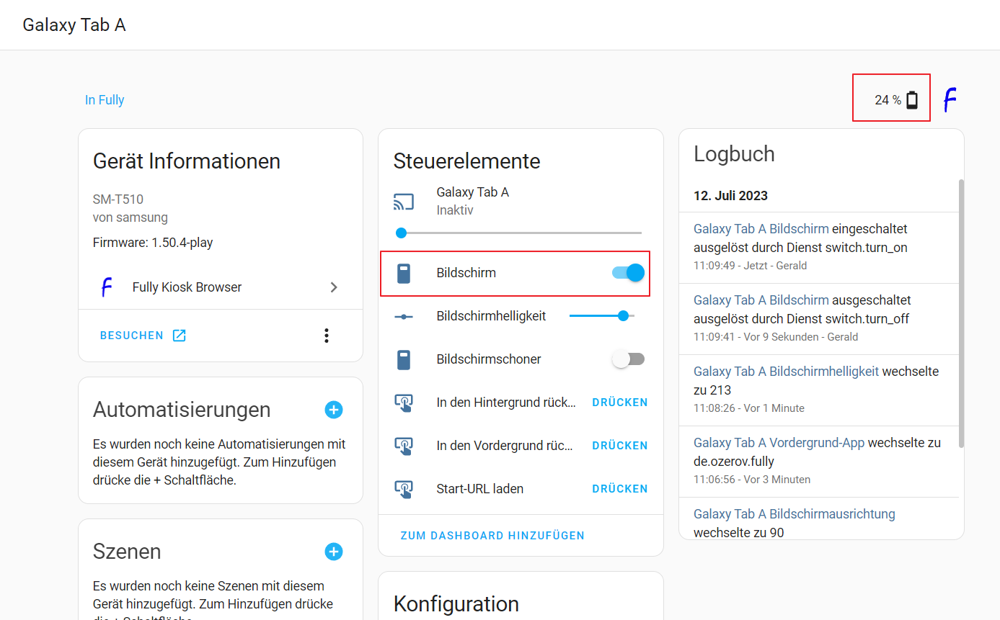 Galaxy Tab A
In Fully
24 %
Gerät Informationen
SM-T510
von samsung
Firmware: 1.50.4-play
Fully Kiosk Browser
BESUCHEN
Automatisierungen
Es wurden noch keine Automatisierungen mit
diesem Gerät hinzugefügt. Zum Hinzufügen
drücke die + Schaltfläche.
Szenen
Es wurden noch keine Szenen mit diesem
Gerät hinzugefügt. Zum Hinzufügen drücke
die + Schaltfläche.
Steuerelemente
Galaxy Tab A
Inaktiv
Bildschirm
Bildschirmhelligkeit
Bildschirmschoner
In den Hintergrund rück... DRÜCKEN
In den Vordergrund rüc... DRÜCKEN
Start-URL laden DRÜCKEN
ZUM DASHBOARD HINZUFÜGEN
Konfiguration
Logbuch
12. Juli 2023
Galaxy Tab A Bildschirm eingeschaltet
ausgelöst durch Dienst switch.turn_on
11:09:49 - Jetzt - Gerald
Galaxy Tab A Bildschirm ausgeschaltet
ausgelöst durch Dienst switch.turn_off
11:09:41 - Vor 9 Sekunden - Gerald
Galaxy Tab A Bildschirmhelligkeit wechselte
zu 213
11:08:26 - Vor 1 Minute
Galaxy Tab A Vordergrund-App wechselte zu
de.ozerov.fully
11:06:56 - Vor 3 Minuten
Galaxy Tab A Bildschirmausrichtung
wechselte zu 90